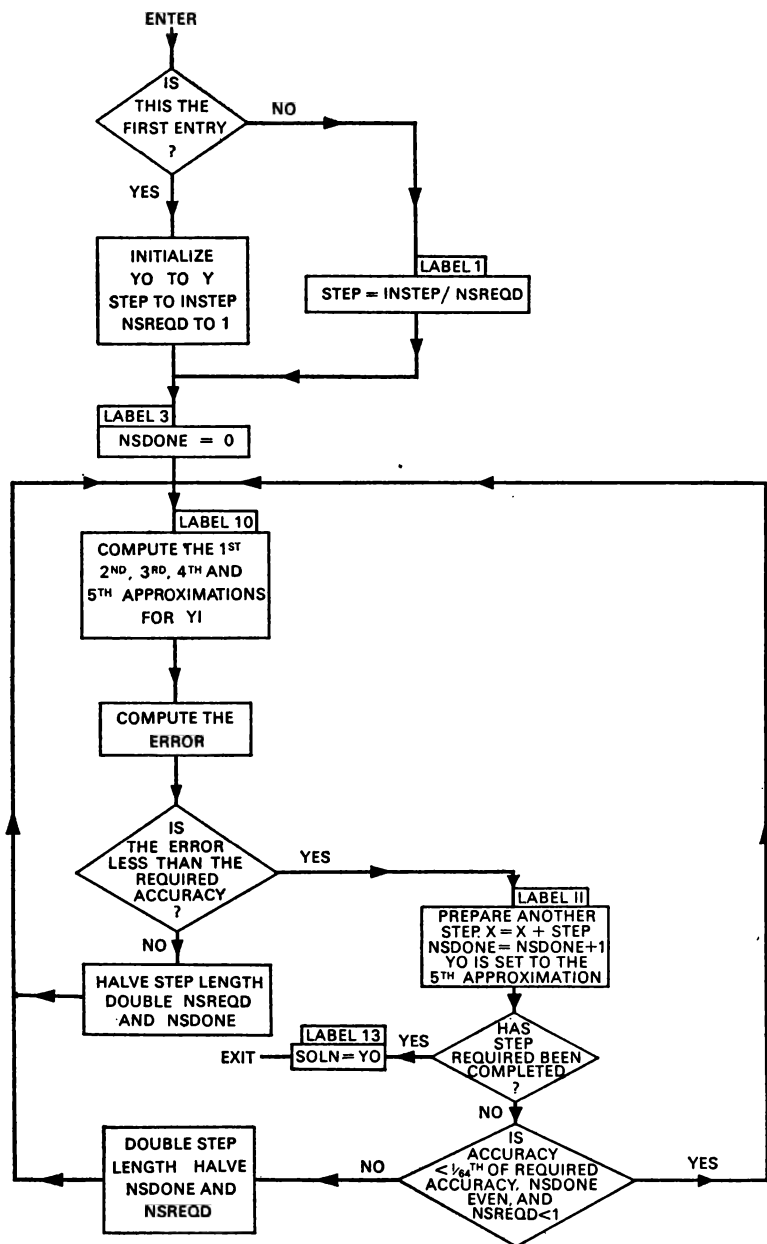 ENTER
IS
THIS THE
FIRST ENTRY
?
NO
YES
INITIALIZE
YO TO Y
STEP TO INSTEP
NSREQD TO 1
LABEL 1
STEP = INSTEP / NSREQD
LABEL 3
NSDONE = 0
LABEL 10
COMPUTE THE 1ST
2ND, 3RD, 4TH AND
5TH APPROXIMATIONS
FOR YI
COMPUTE THE
ERROR
IS
THE ERROR
LESS THAN THE
REQUIRED
ACCURACY
?
YES
NO
HALVE STEP LENGTH
DOUBLE NSREQD
AND NSDONE
LABEL II
PREPARE ANOTHER
STEP. X = X + STEP
NSDONE = NSDONE+1
YO IS SET TO THE
5TH APPROXIMATION
HAS
STEP
REQUIRED BEEN
COMPLETED
?
YES
LABEL 13
SOLN = YO
EXIT
NO
IS
ACCURACY
< 1/64TH OF REQUIRED
ACCURACY, NSDONE
EVEN, AND
NSREQD<1
YES
NO
DOUBLE STEP
LENGTH HALVE
NSDONE AND
NSREQD